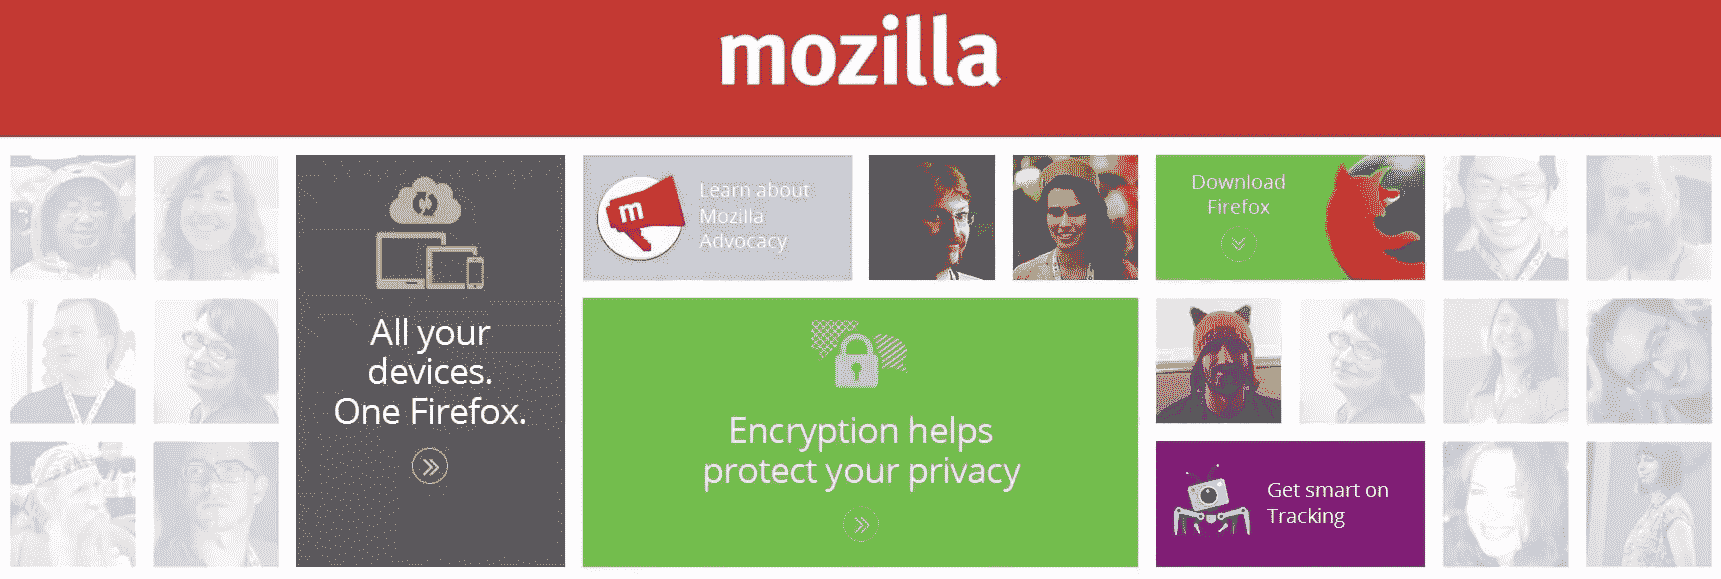 mozilla
All your
devices.
One Firefox.
m
Learn about
Mozilla
Advocacy
Download
Firefox
Encryption helps
protect your privacy
Get smart on
Tracking